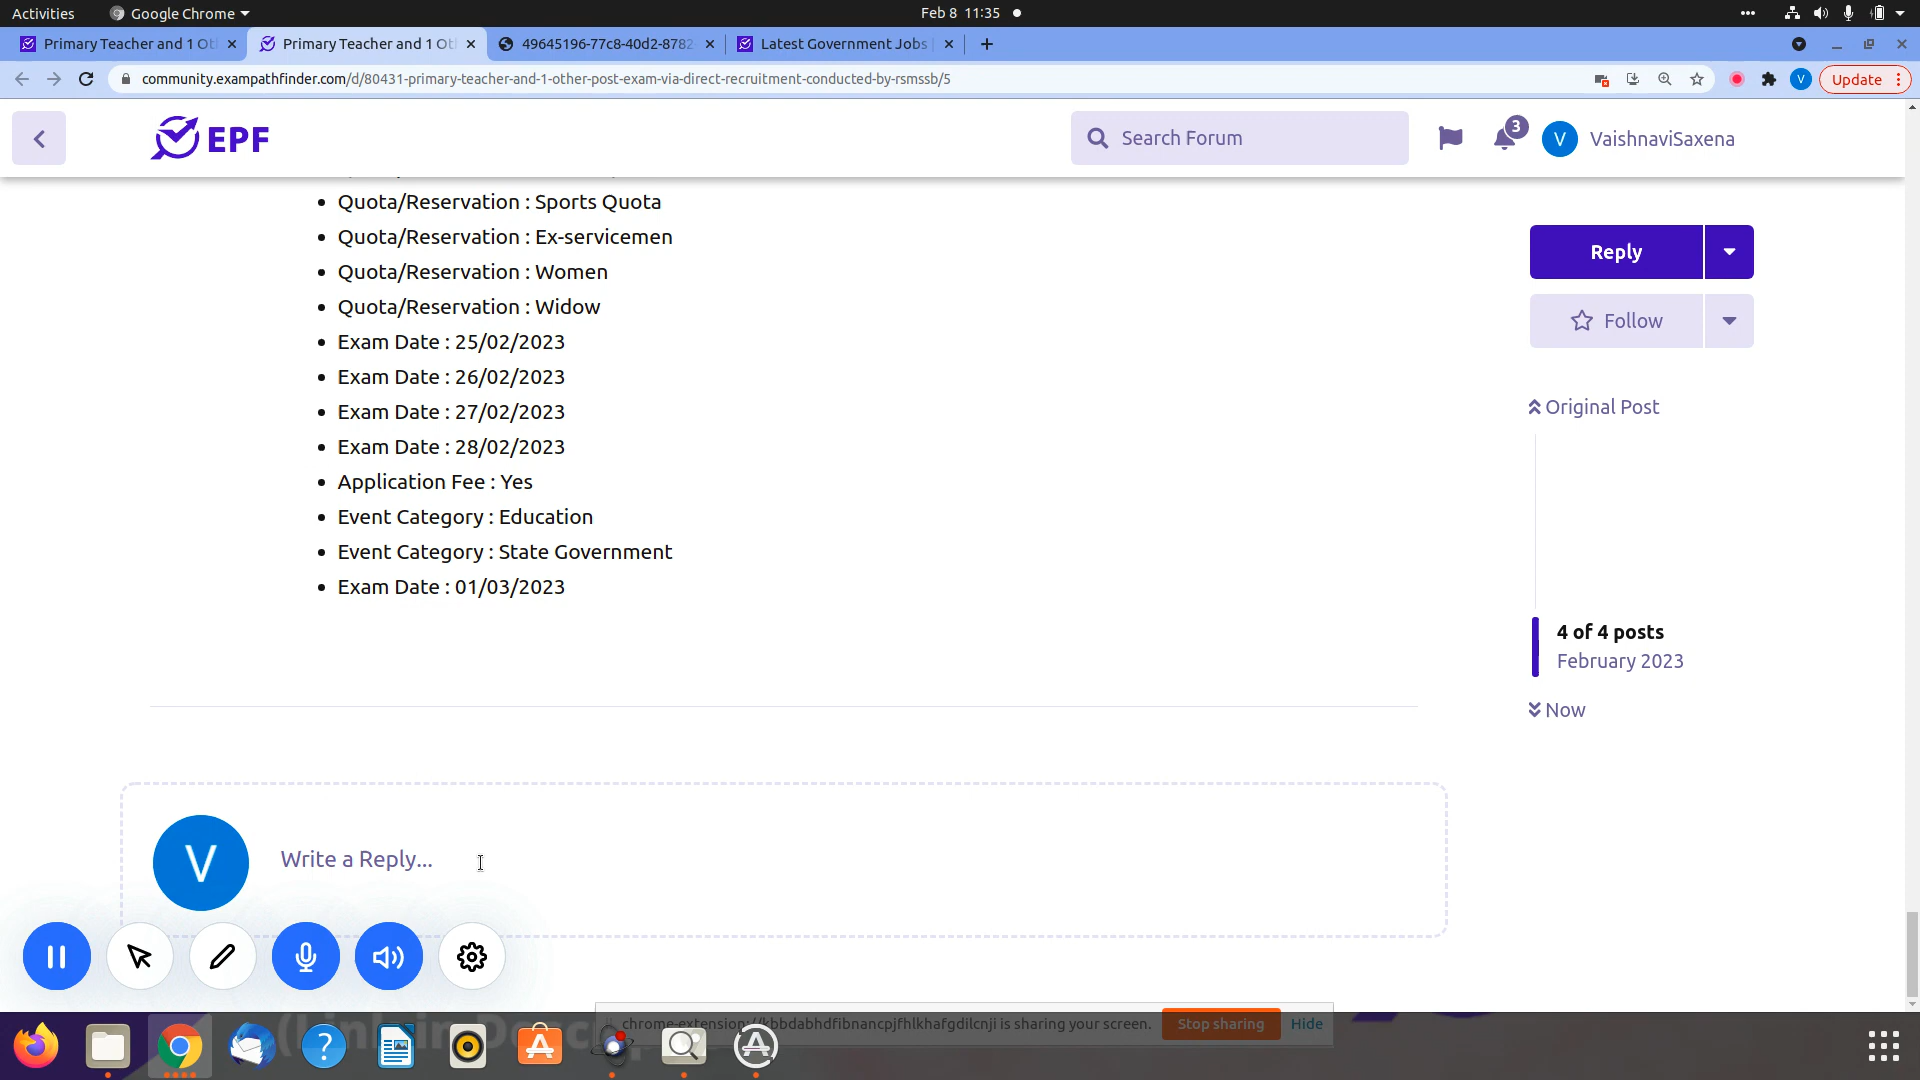 Activities
Google Chrome
Feb 8 11:35
Primary Teacher and 1 Ot
Primary Teacher and 1 Ot
49645196-77c8-40d2-8782
Latest Government Jobs
community.exampathfinder.com/d/80431-primary-teacher-and-1-other-post-exam-via-direct-recruitment-conducted-by-rsmssb/5
V
Update
EPF
Search Forum
3
V
VaishnaviSaxena
Quota/Reservation : Sports Quota
Quota/Reservation : Ex-servicemen
Quota/Reservation : Women
Quota/Reservation : Widow
Exam Date : 25/02/2023
Exam Date : 26/02/2023
Exam Date : 27/02/2023
Exam Date : 28/02/2023
Application Fee : Yes
Event Category : Education
Event Category : State Government
Exam Date : 01/03/2023
Reply
Follow
Original Post
4 of 4 posts
February 2023
Now
V
Write a Reply...
chrome-extension://kbbdabhdfibnancpjfhlkhafgdilcnji is sharing your screen.
Stop sharing
Hide
(Link in